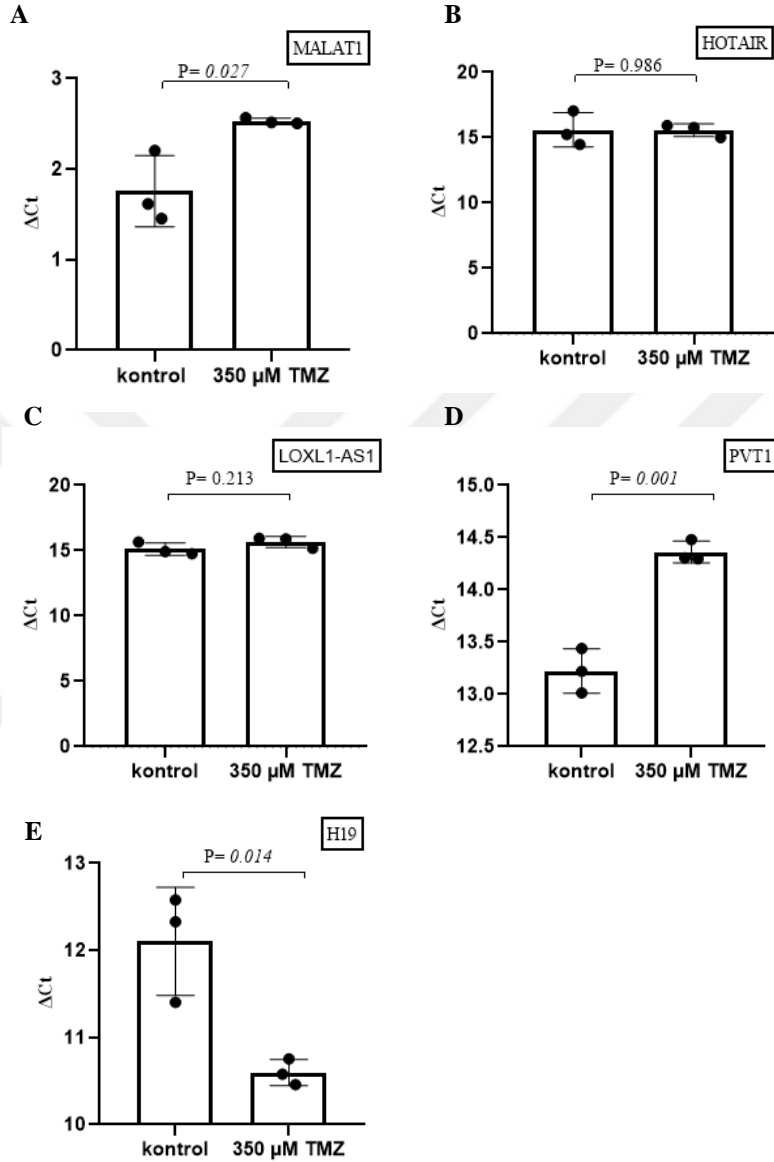 A
MALAT1
P= 0.027
3
2
1
0
ΔCt
kontrol 350 µM TMZ
B
HOTAIR
P= 0.986
20
15
10
5
0
ΔCt
kontrol 350 µM TMZ
C
LOXL1-AS1
P= 0.213
20
15
10
5
0
ΔCt
kontrol 350 µM TMZ
D
PVT1
P= 0.001
15.0
14.5
14.0
13.5
13.0
12.5
ΔCt
kontrol 350 µM TMZ
E
H19
P= 0.014
13
12
11
10
ΔCt
kontrol 350 µM TMZ